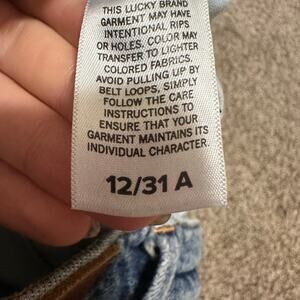 THIS LUCKY BRAND
GARMENT MAY HAVE
INTENTIONAL RIPS
OR HOLES. COLOR MAY
TRANSFER TO LIGHTER
COLORED FABRICS.
AVOID PULLING UP BY
BELT LOOPS, SIMPLY
FOLLOW THE CARE
INSTRUCTIONS TO
ENSURE THAT YOUR
GARMENT MAINTAINS ITS
INDIVIDUAL CHARACTER.
12/31 A